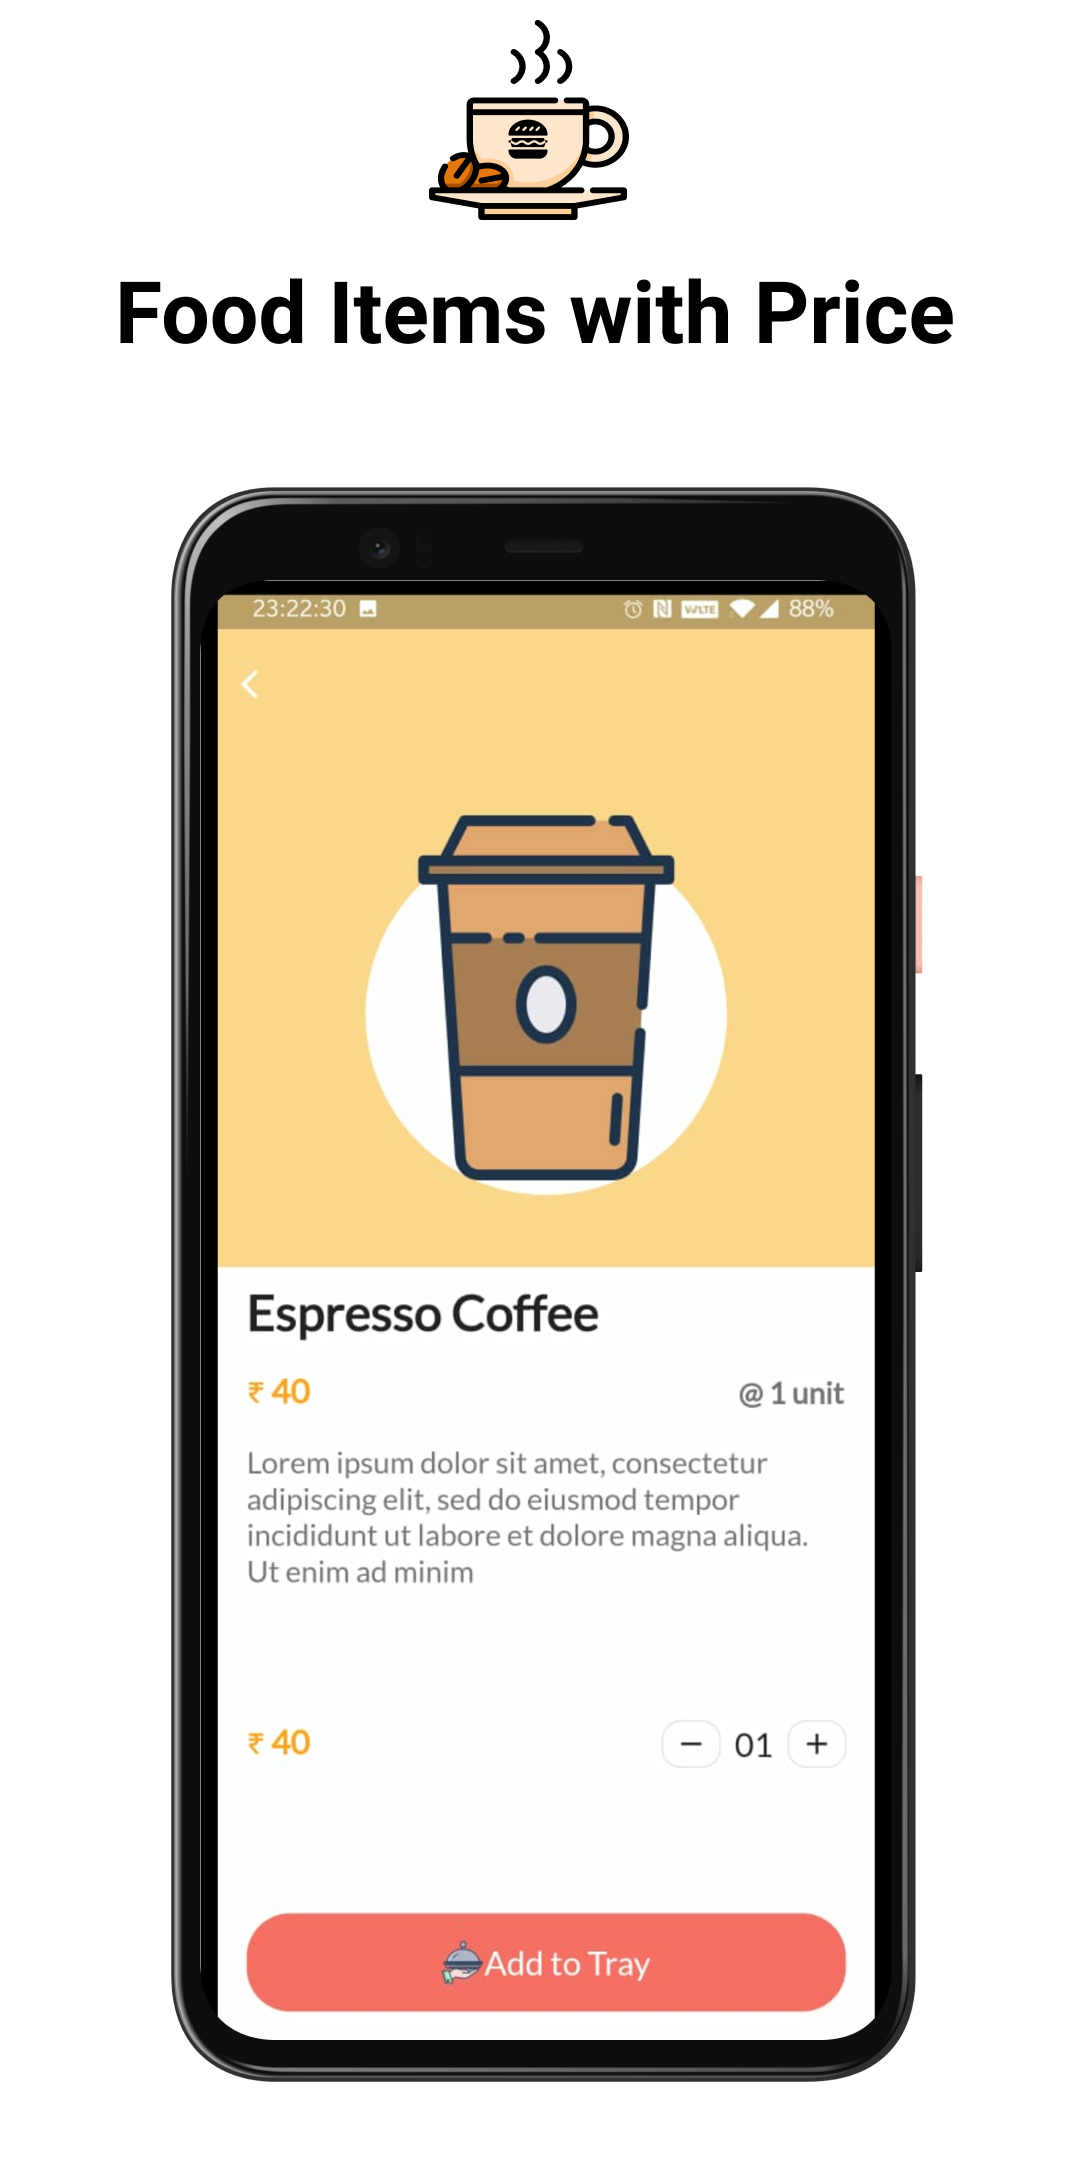 Food Items with Price
23:22:30 VoLTE 88%
Espresso Coffee
₹ 40 @ 1 unit
Lorem ipsum dolor sit amet, consectetur
adipiscing elit, sed do eiusmod tempor
incididunt ut labore et dolore magna aliqua.
Ut enim ad minim
₹ 40 − 01 +
Add to Tray